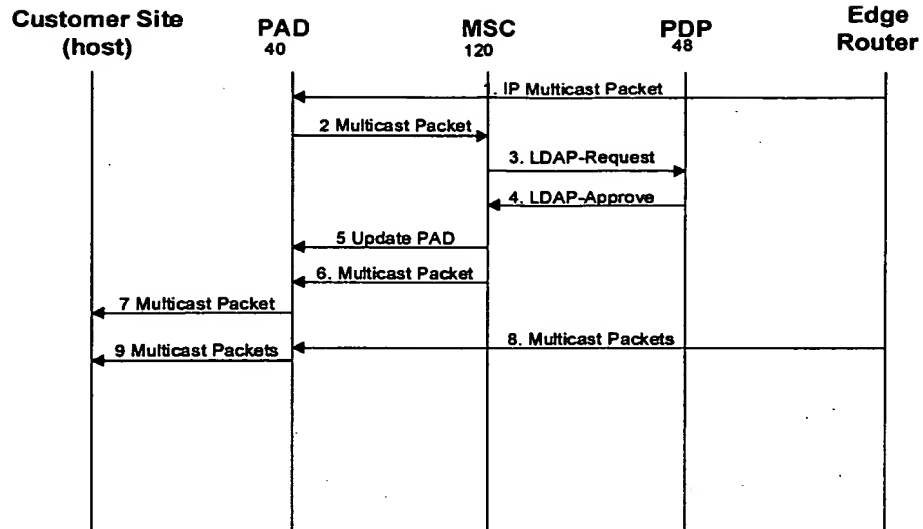 Customer Site
(host)
PAD
40
MSC
120
PDP
48
Edge
Router
1. IP Multicast Packet
2 Multicast Packet
3. LDAP-Request
4. LDAP-Approve
5 Update PAD
6. Multicast Packet
7 Multicast Packet
8. Multicast Packets
9 Multicast Packets